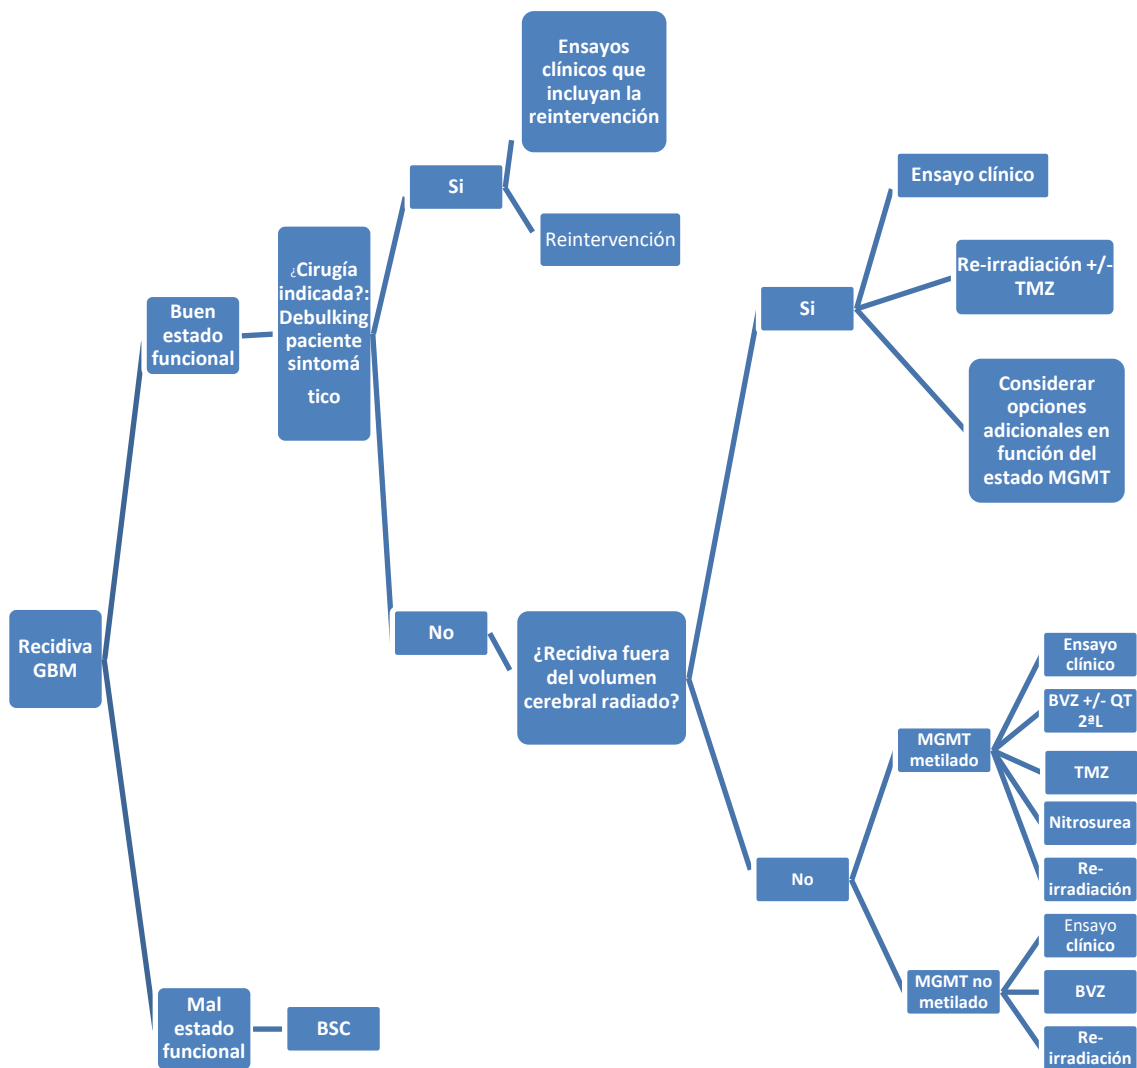 Recidiva
GBM
Buen
estado
funcional
¿Cirugía
indicada?:
Debulking
paciente
sintomá
tico
Si
Ensayos
clínicos que
incluyan la
reintervención
Reintervención
No
¿Recidiva fuera
del volumen
cerebral radiado?
Si
Ensayo clínico
Re-irradiación +/-
TMZ
Considerar
opciones
adicionales en
función del
estado MGMT
No
MGMT
metilado
Ensayo
clínico
BVZ +/- QT
2ªL
TMZ
Nitrosurea
Re-
irradiación
MGMT no
metilado
Ensayo
clínico
BVZ
Re-
irradiación
Mal
estado
funcional
BSC